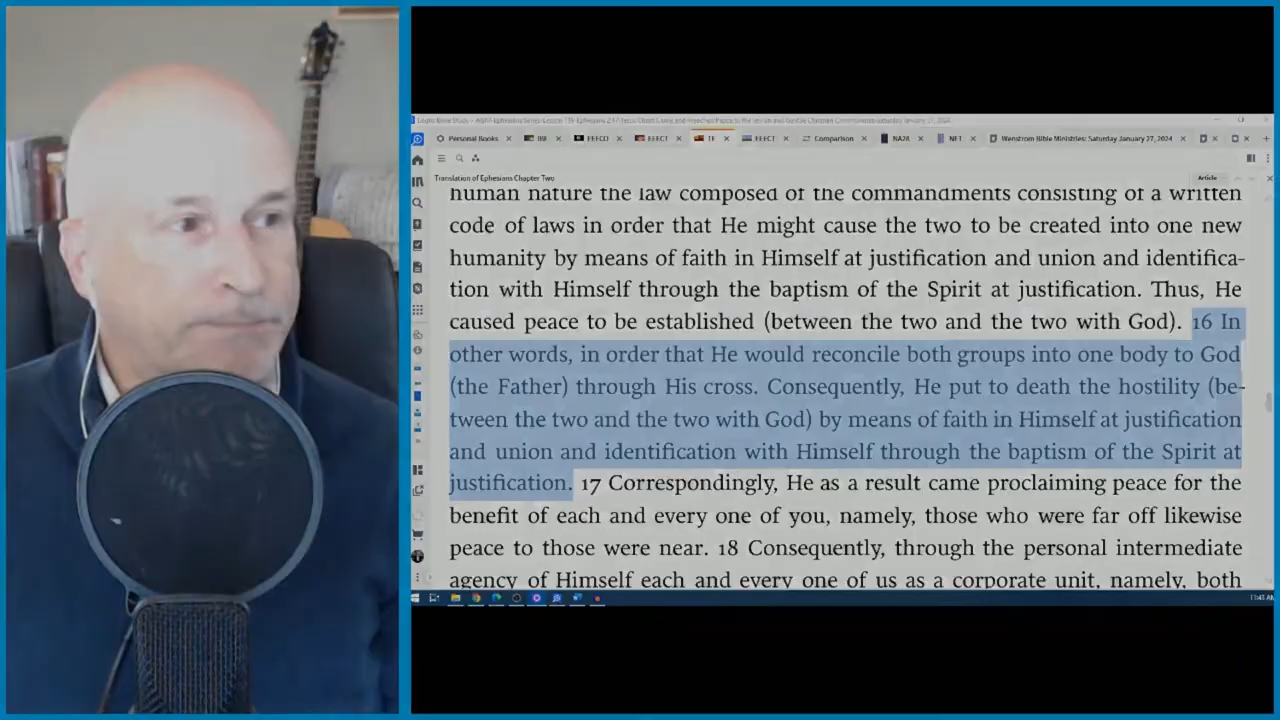 Personal Books
EEECT
TE
EEECT
Comparison
NA28
NET
Wenstrom Bible Ministries: Saturday January 27, 2024
Translation of Ephesians Chapter Two
Article
human nature the law composed of the commandments consisting of a written
code of laws in order that He might cause the two to be created into one new
humanity by means of faith in Himself at justification and union and identifica-
tion with Himself through the baptism of the Spirit at justification. Thus, He
caused peace to be established (between the two and the two with God). 16 In
other words, in order that He would reconcile both groups into one body to God
(the Father) through His cross. Consequently, He put to death the hostility (be-
tween the two and the two with God) by means of faith in Himself at justification
and union and identification with Himself through the baptism of the Spirit at
justification. 17 Correspondingly, He as a result came proclaiming peace for the
benefit of each and every one of you, namely, those who were far off likewise
peace to those were near. 18 Consequently, through the personal intermediate
agency of Himself each and every one of us as a corporate unit, namely, both